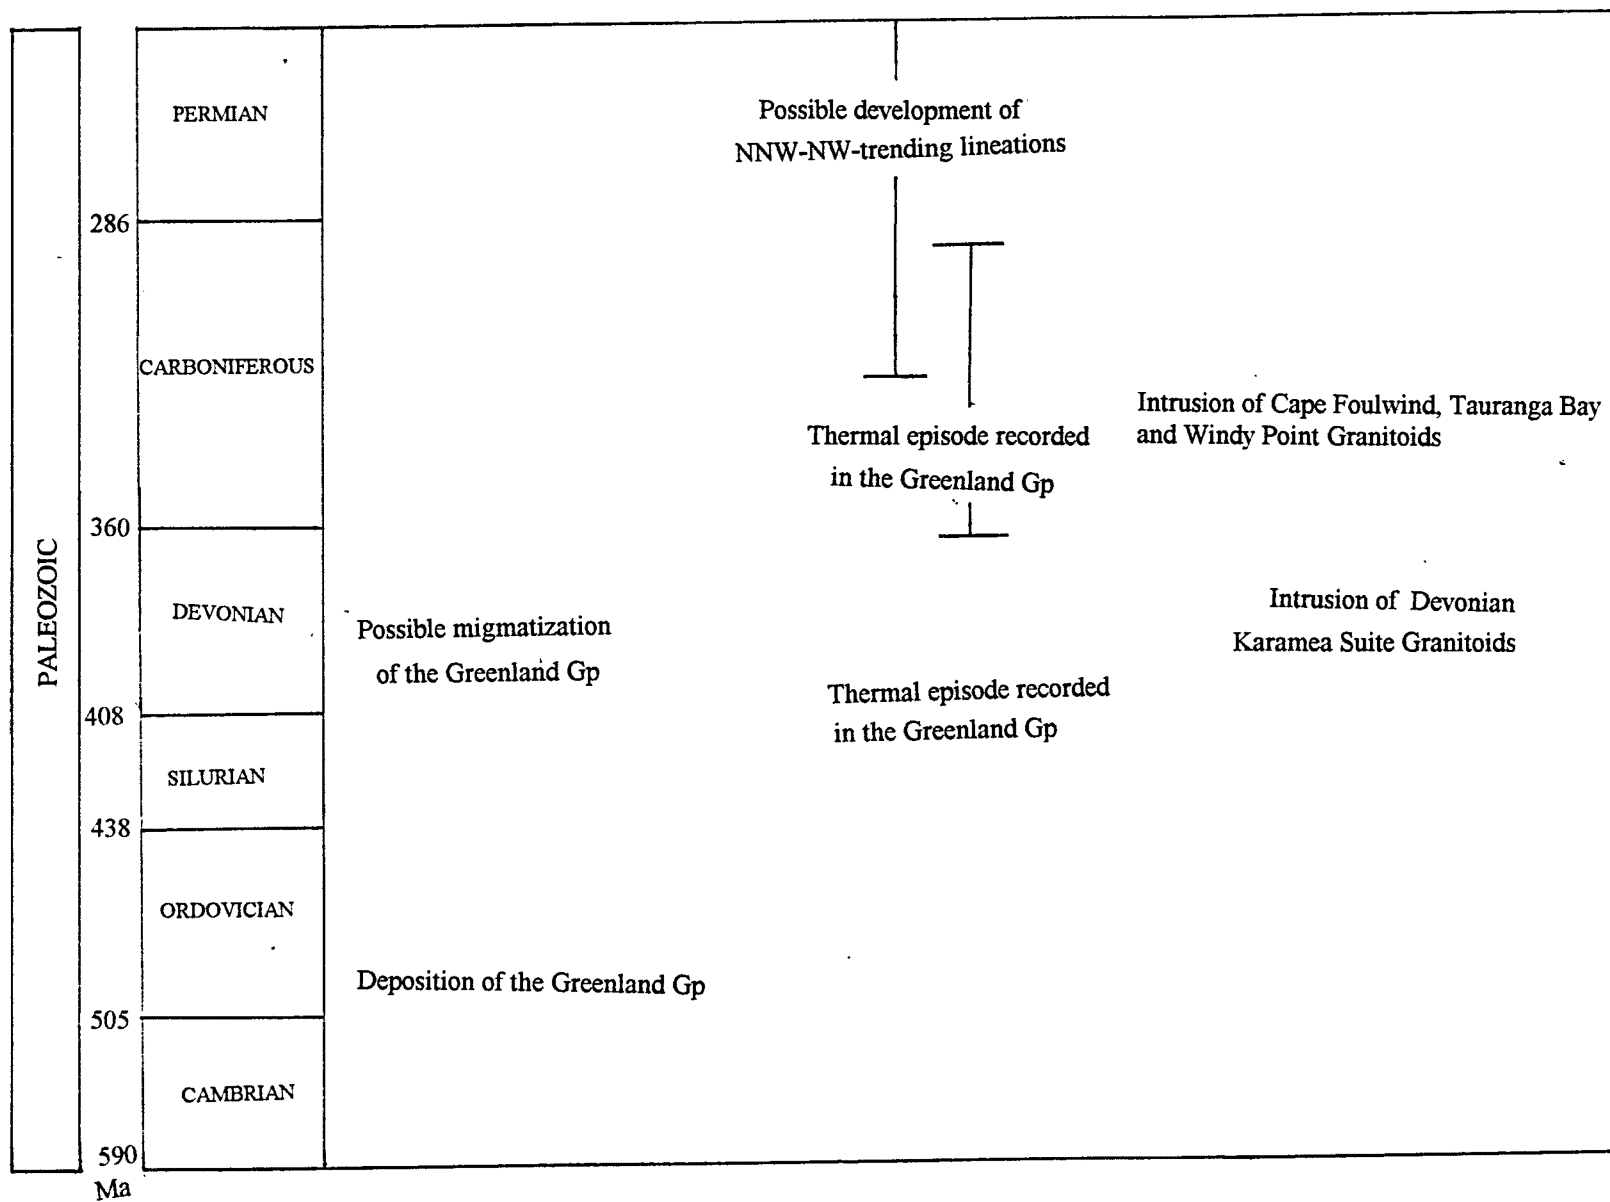 PALEOZOIC
PERMIAN
286
CARBONIFEROUS
360
DEVONIAN
408
SILURIAN
438
ORDOVICIAN
505
CAMBRIAN
590
Ma
Possible development of
NNW-NW-trending lineations
Thermal episode recorded
in the Greenland Gp
Intrusion of Cape Foulwind, Tauranga Bay
and Windy Point Granitoids
Possible migmatization
of the Greenland Gp
Intrusion of Devonian
Karamea Suite Granitoids
Thermal episode recorded
in the Greenland Gp
Deposition of the Greenland Gp